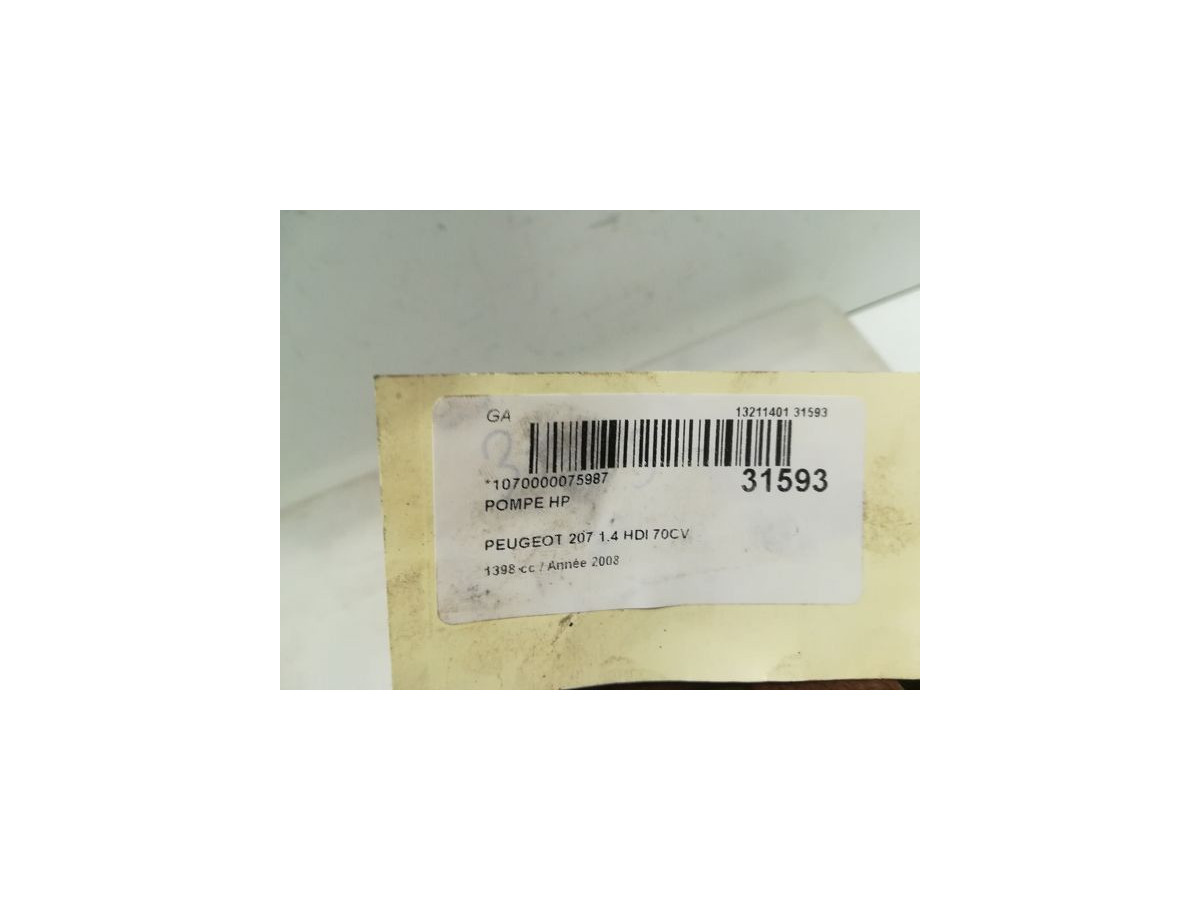 GA 13211401 31593
*1070000075987 31593
POMPE HP
PEUGEOT 207 1.4 HDI 70CV
1398 cc / Année 2008